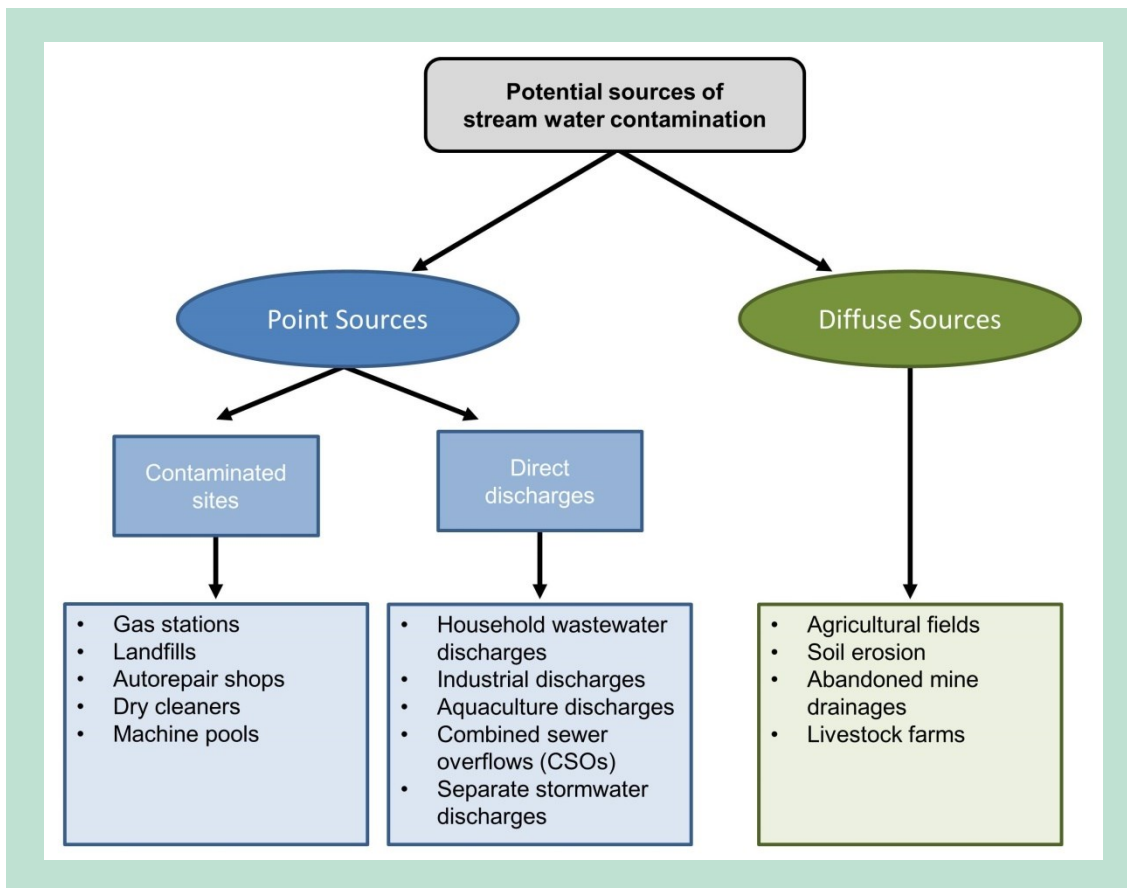 Potential sources of
stream water contamination
Point Sources
Diffuse Sources
Contaminated
sites
Direct
discharges
• Gas stations
• Landfills
• Autorepair shops
• Dry cleaners
• Machine pools
• Household wastewater
discharges
• Industrial discharges
• Aquaculture discharges
• Combined sewer
overflows (CSOs)
• Separate stormwater
discharges
• Agricultural fields
• Soil erosion
• Abandoned mine
drainages
• Livestock farms